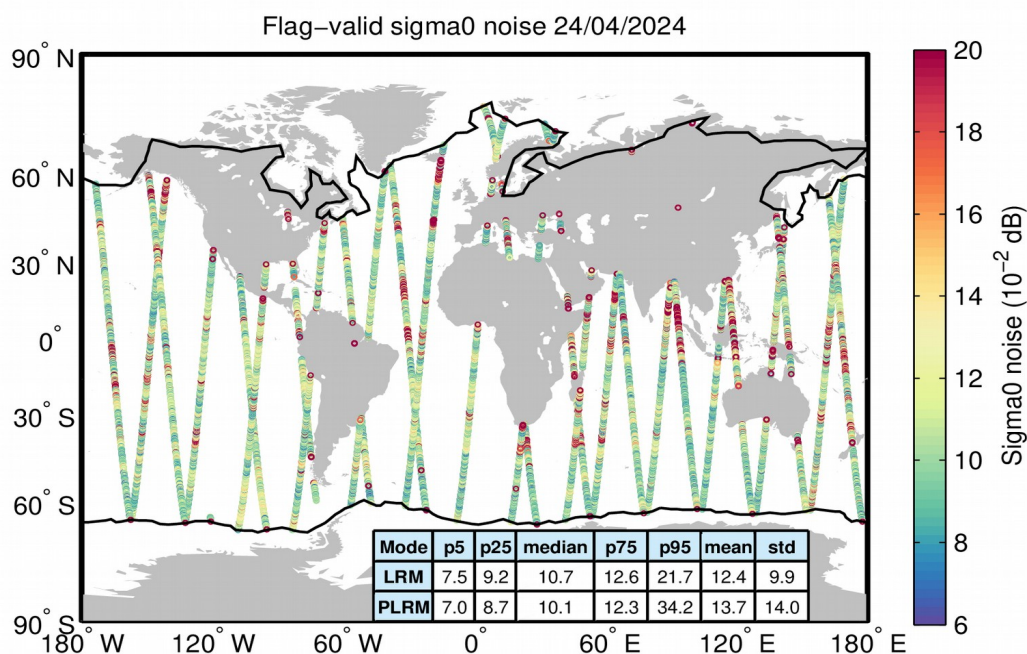 Flag−valid sigma0 noise 24/04/2024
90° N
60° N
30° N
0°
30° S
60° S
90° S
180° W 120° W 60° W 0° 60° E 120° E 180° E
Mode p5 p25 median p75 p95 mean std
LRM 7.5 9.2 10.7 12.6 21.7 12.4 9.9
PLRM 7.0 8.7 10.1 12.3 34.2 13.7 14.0
20
18
16
14
12
10
8
6
Sigma0 noise (10⁻² dB)